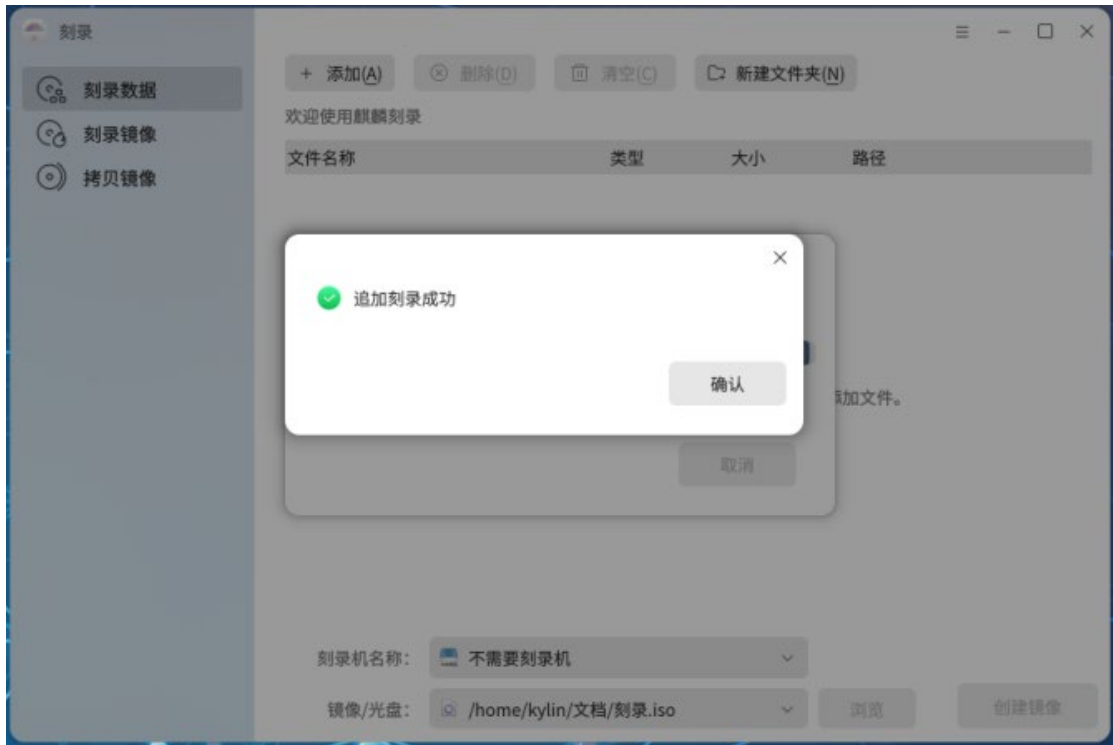 刻录
刻录数据
刻录镜像
拷贝镜像
+ 添加(A) 删除(D) 清空(C) 新建文件夹(N)
欢迎使用麒麟刻录
文件名称 类型 大小 路径
追加刻录成功
确认
加文件。
取消
刻录机名称: 不需要刻录机
镜像/光盘: /home/kylin/文档/刻录.iso 浏览 创建镜像